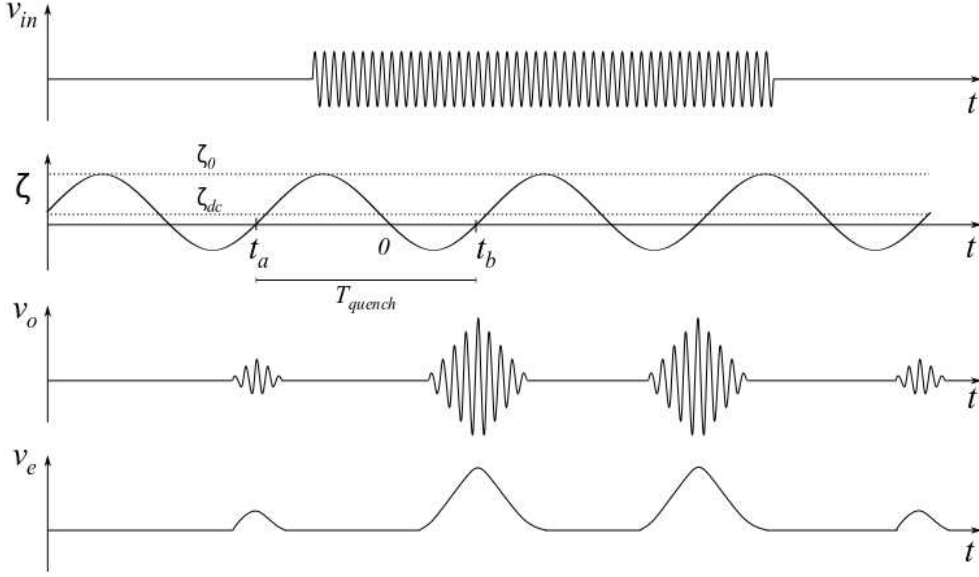 v_in
t
ζ_0
ζ
ζ_dc
t_a 0 t_b t
T_quench
v_o
t
v_e
t